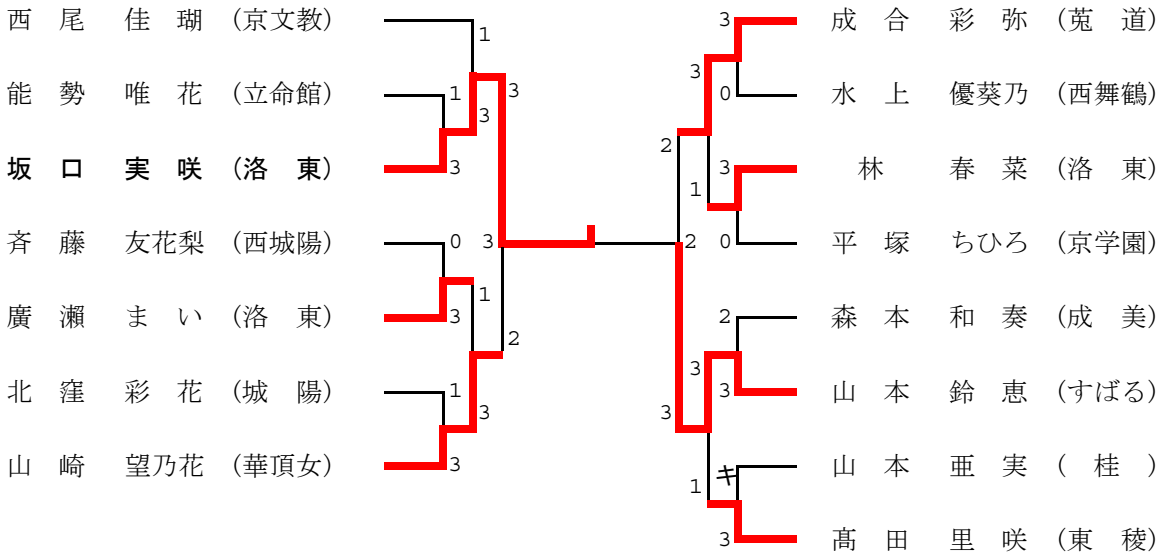 西尾 佳瑚 (京文教)
1
能勢 唯花 (立命館)
1
3
3
坂口 実咲 (洛東)
3
斉藤 友花梨 (西城陽)
0
3
1
廣瀬 まい (洛東)
3
2
北窪 彩花 (城陽)
1
3
山崎 望乃花 (華頂女)
3
3
成合 彩弥 (莵道)
3
0
水上 優葵乃 (西舞鶴)
2
3
林 春菜 (洛東)
1
2
0
平塚 ちひろ (京学園)
2
森本 和奏 (成美)
3
3
山本 鈴恵 (すばる)
3
キ
山本 亜実 (桂)
1
3
髙田 里咲 (東稜)